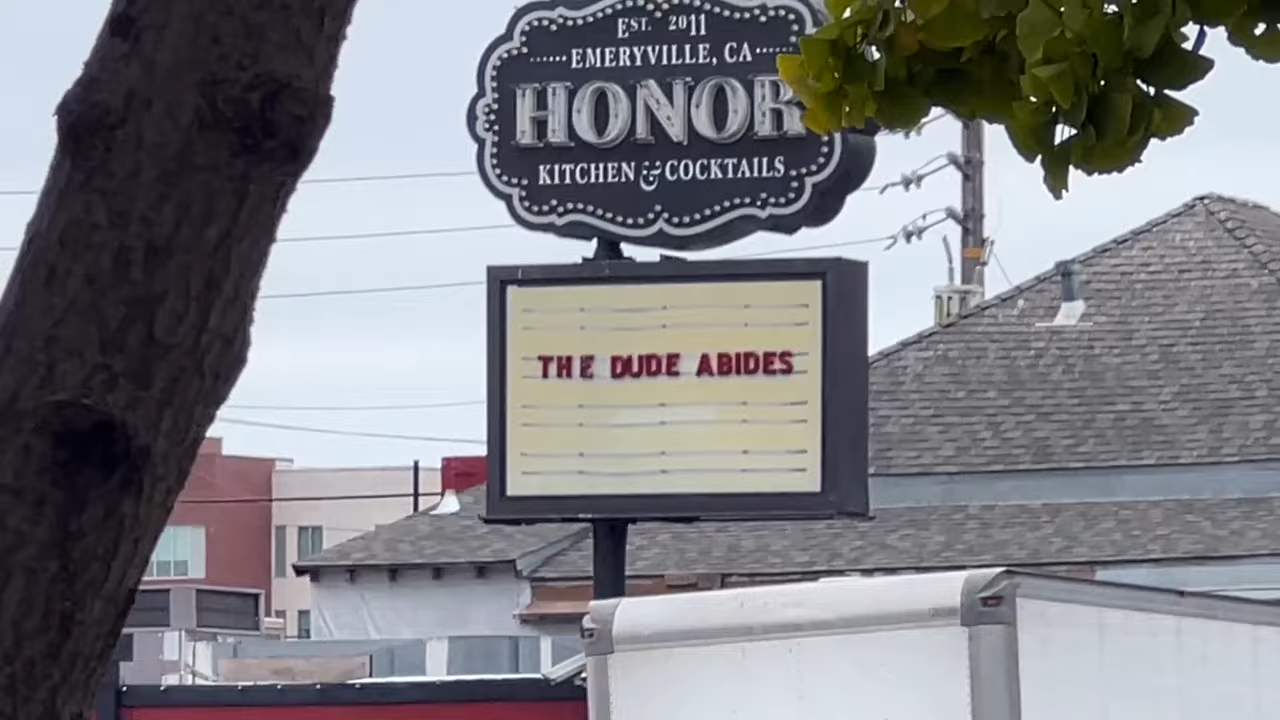 EST. 2011
EMERYVILLE, CA
HONOR
KITCHEN & COCKTAILS
THE DUDE ABIDES